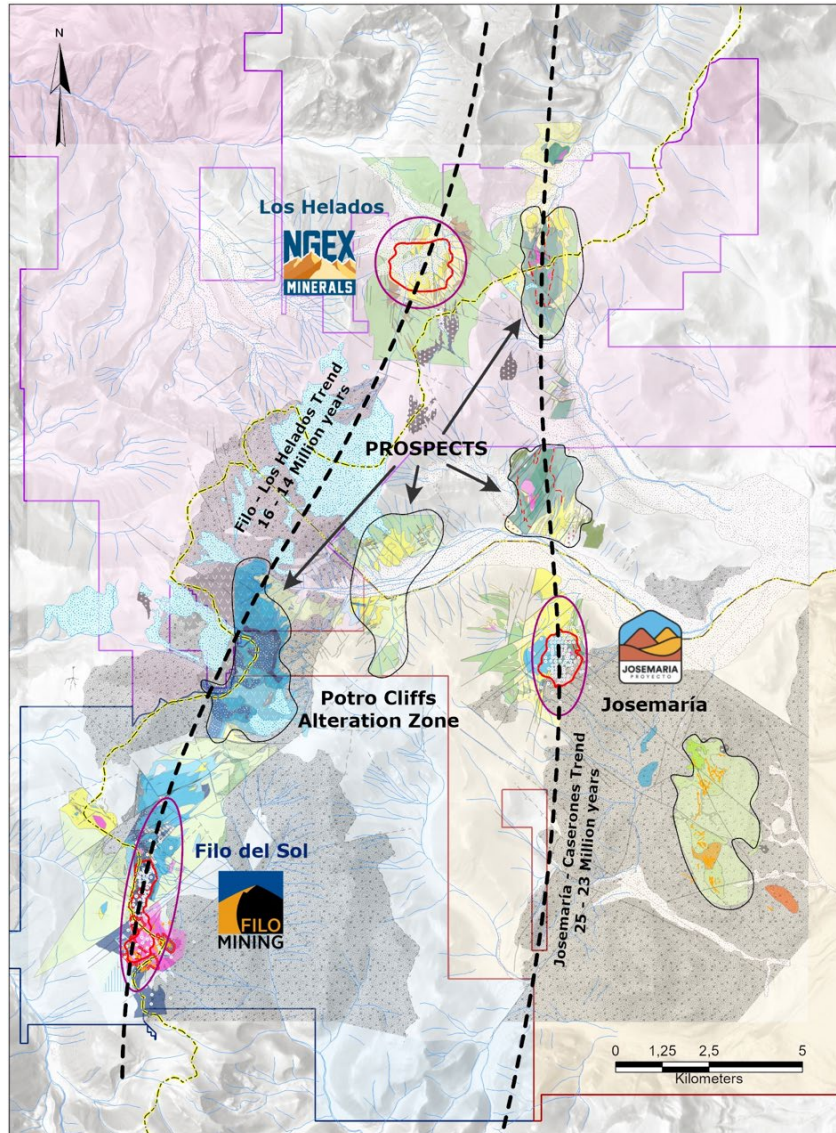 N
Los Helados
NGEX
MINERALS
Filo - Los Helados Trend
16 - 14 Million years
PROSPECTS
JOSEMARIA
PROYECTO
Josemaría
Potro Cliffs
Alteration Zone
Josemaría - Caserones Trend
25 - 23 Million years
Filo del Sol
FILO
MINING
0 1,25 2,5 5
Kilometers